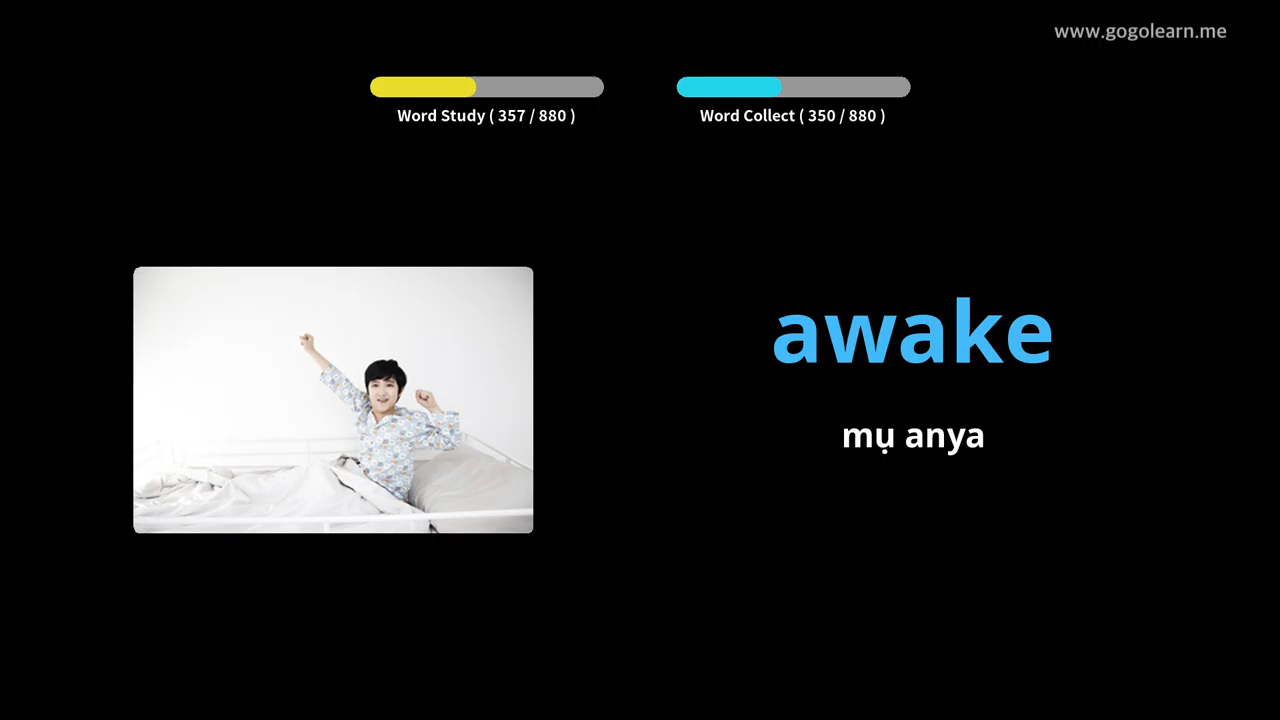 www.gogolearn.me
Word Study ( 357 / 880 )
Word Collect ( 350 / 880 )
awake
mụ anya